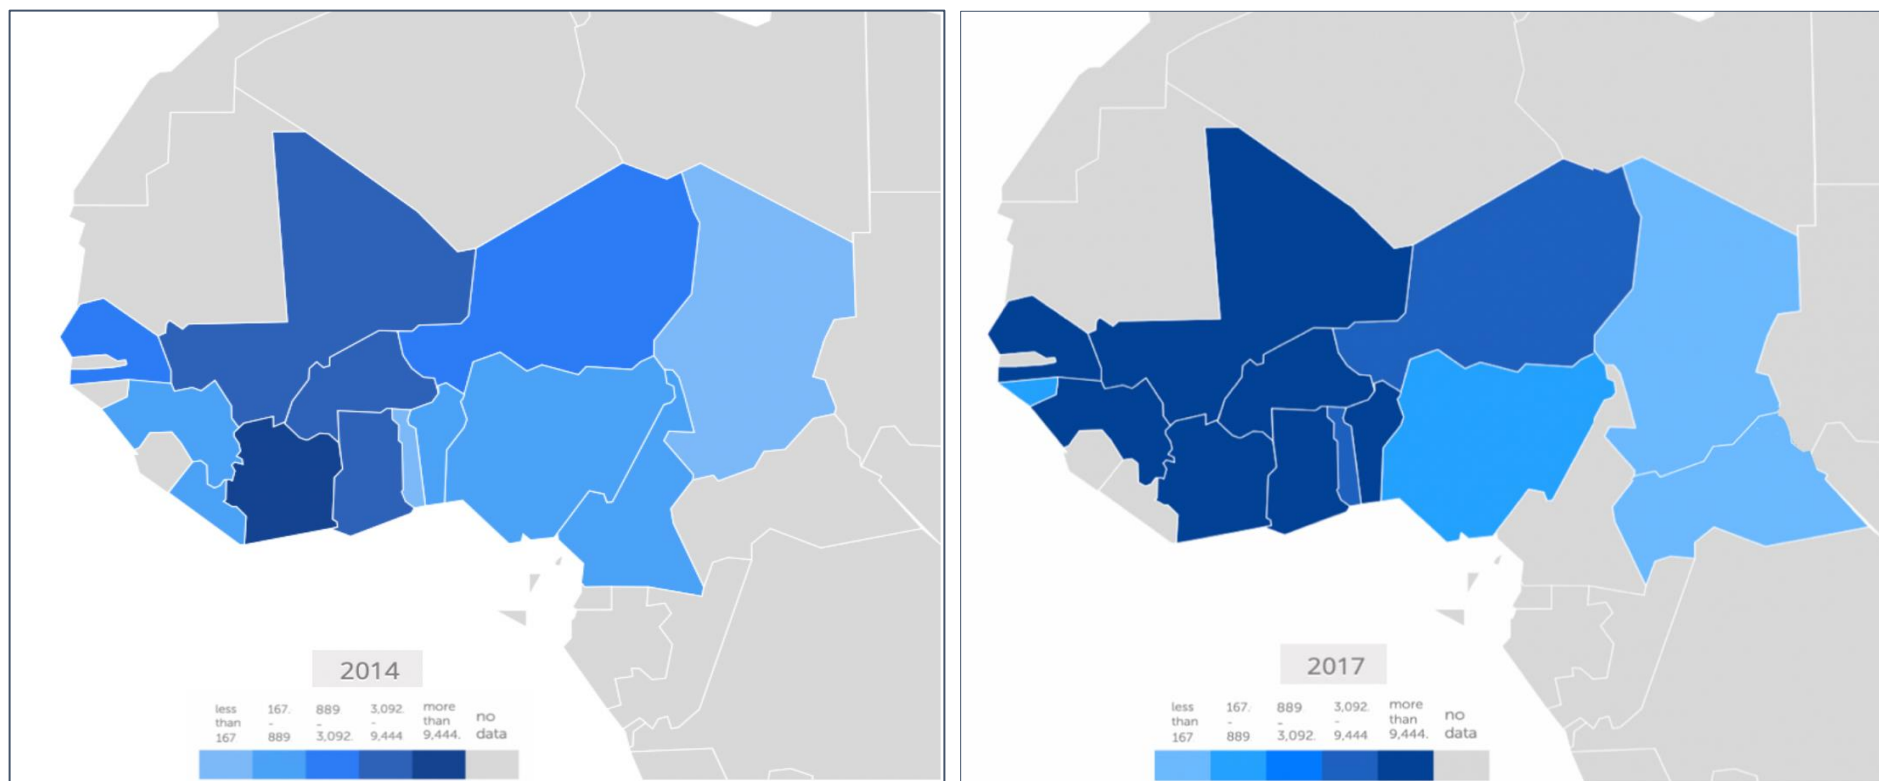 2014
less 167. 889 3,092. more no
than - - - than data
167 889 3,092. 9,444 9,444.
2017
less 167. 889 3,092. more no
than - - - than data
167 889 3,092. 9,444 9,444.